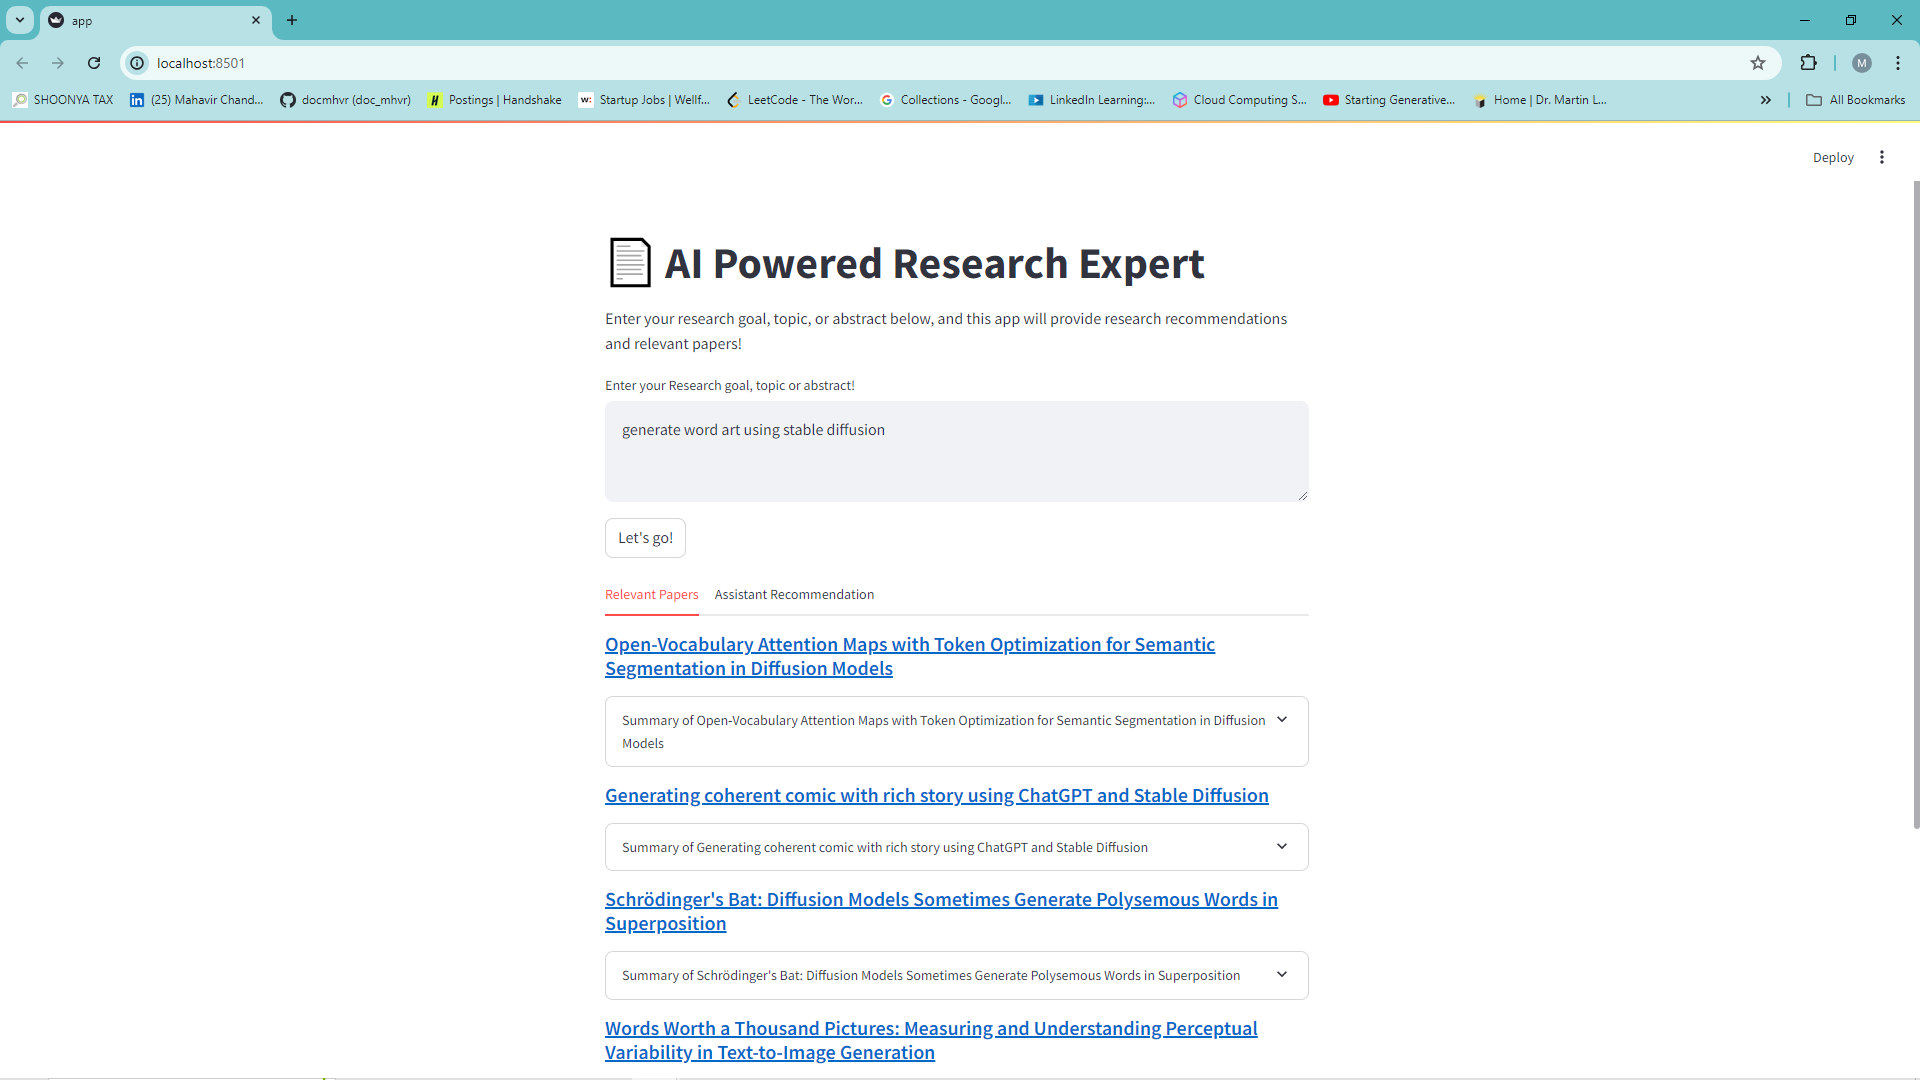 app
localhost:8501
M
SHOONYA TAX
(25) Mahavir Chand...
docmhvr (doc_mhvr)
Postings | Handshake
w:
Startup Jobs | Wellf...
LeetCode - The Wor...
Collections - Googl...
LinkedIn Learning:...
Cloud Computing S...
Starting Generative...
Home | Dr. Martin L...
All Bookmarks
Deploy
AI Powered Research Expert
Enter your research goal, topic, or abstract below, and this app will provide research recommendations
and relevant papers!
Enter your Research goal, topic or abstract!
generate word art using stable diffusion
Let's go!
Relevant Papers
Assistant Recommendation
Open-Vocabulary Attention Maps with Token Optimization for Semantic
Segmentation in Diffusion Models
Summary of Open-Vocabulary Attention Maps with Token Optimization for Semantic Segmentation in Diffusion
Models
Generating coherent comic with rich story using ChatGPT and Stable Diffusion
Summary of Generating coherent comic with rich story using ChatGPT and Stable Diffusion
Schrödinger's Bat: Diffusion Models Sometimes Generate Polysemous Words in
Superposition
Summary of Schrödinger's Bat: Diffusion Models Sometimes Generate Polysemous Words in Superposition
Words Worth a Thousand Pictures: Measuring and Understanding Perceptual
Variability in Text-to-Image Generation